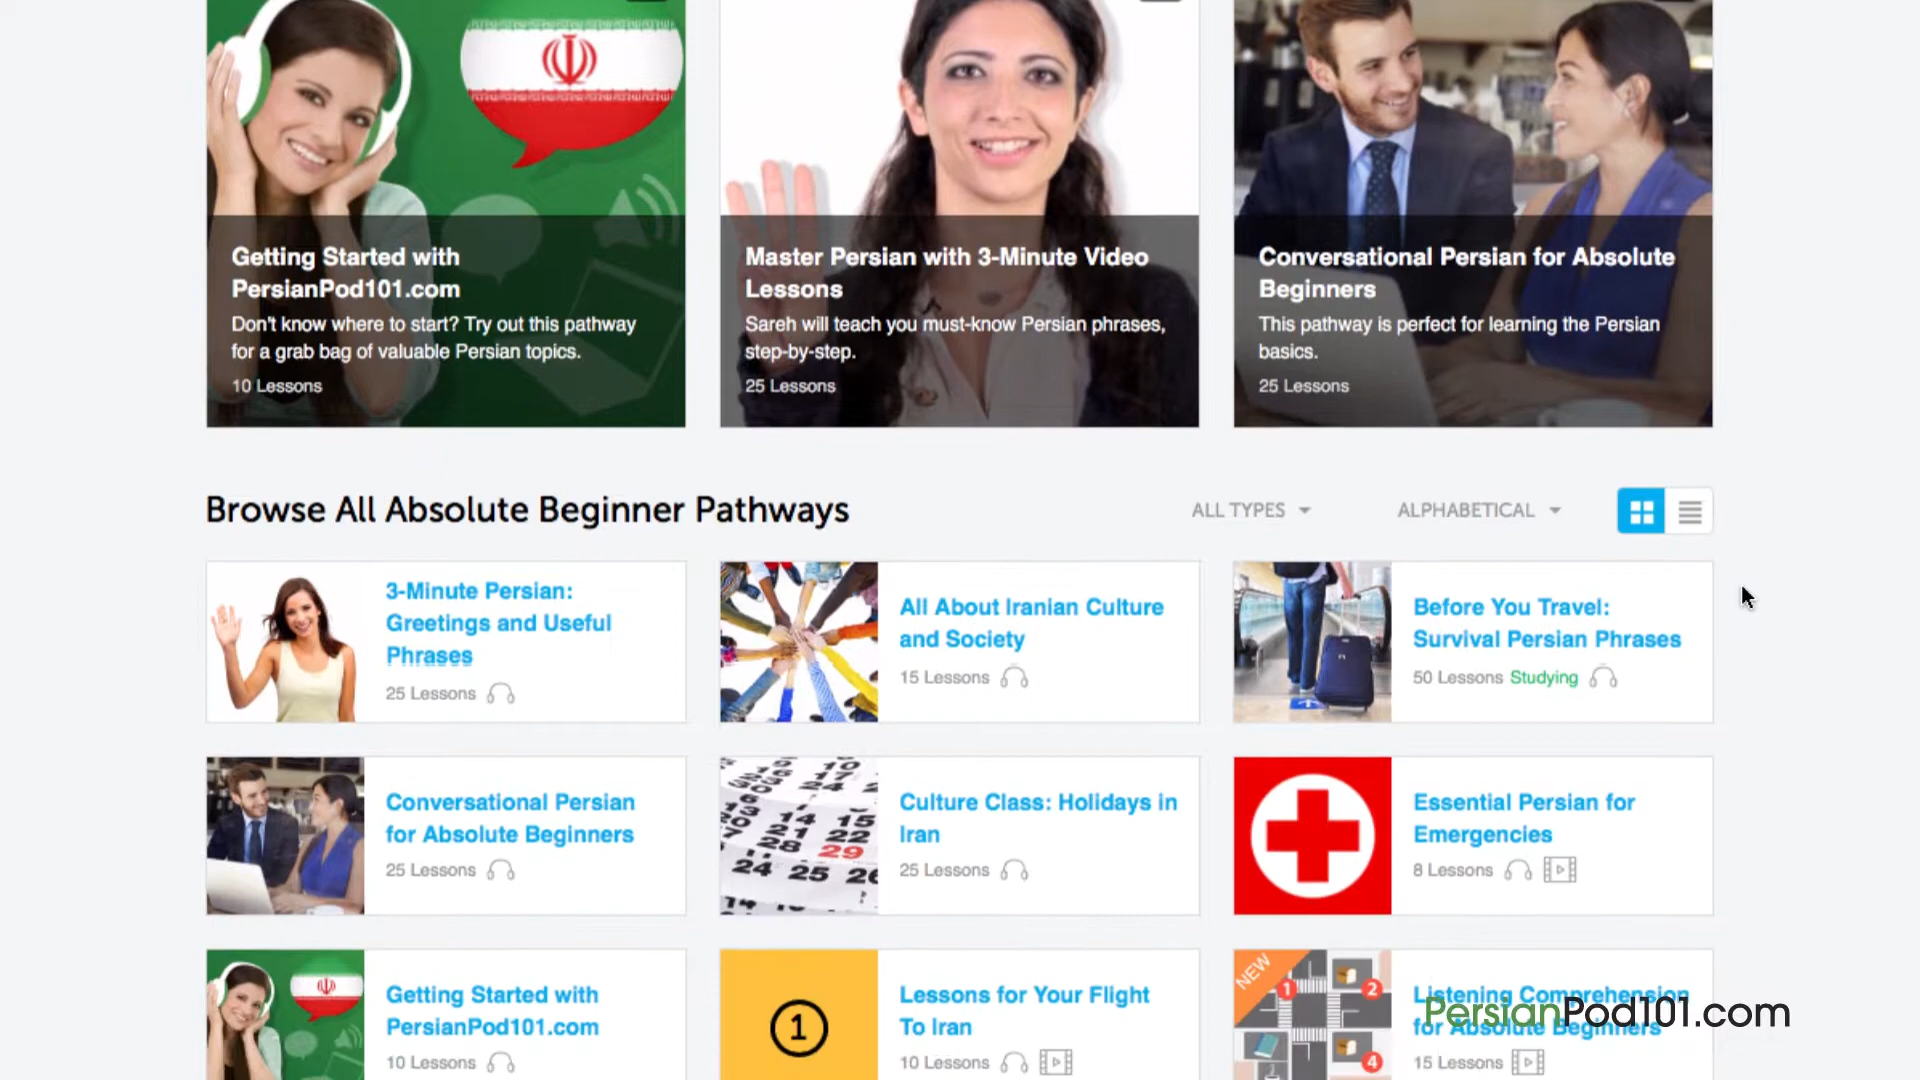 Getting Started with
PersianPod101.com
Don't know where to start? Try out this pathway
for a grab bag of valuable Persian topics.
10 Lessons
Master Persian with 3-Minute Video
Lessons
Sareh will teach you must-know Persian phrases,
step-by-step.
25 Lessons
Conversational Persian for Absolute
Beginners
This pathway is perfect for learning the Persian
basics.
25 Lessons
Browse All Absolute Beginner Pathways
ALL TYPES
ALPHABETICAL
3-Minute Persian:
Greetings and Useful
Phrases
25 Lessons
All About Iranian Culture
and Society
15 Lessons
Before You Travel:
Survival Persian Phrases
50 Lessons Studying
Conversational Persian
for Absolute Beginners
25 Lessons
Culture Class: Holidays in
Iran
25 Lessons
Essential Persian for
Emergencies
8 Lessons
Getting Started with
PersianPod101.com
10 Lessons
1
Lessons for Your Flight
To Iran
10 Lessons
NEW
1
2
4
Listening Comprehension
for Absolute Beginners
15 Lessons
PersianPod101.com